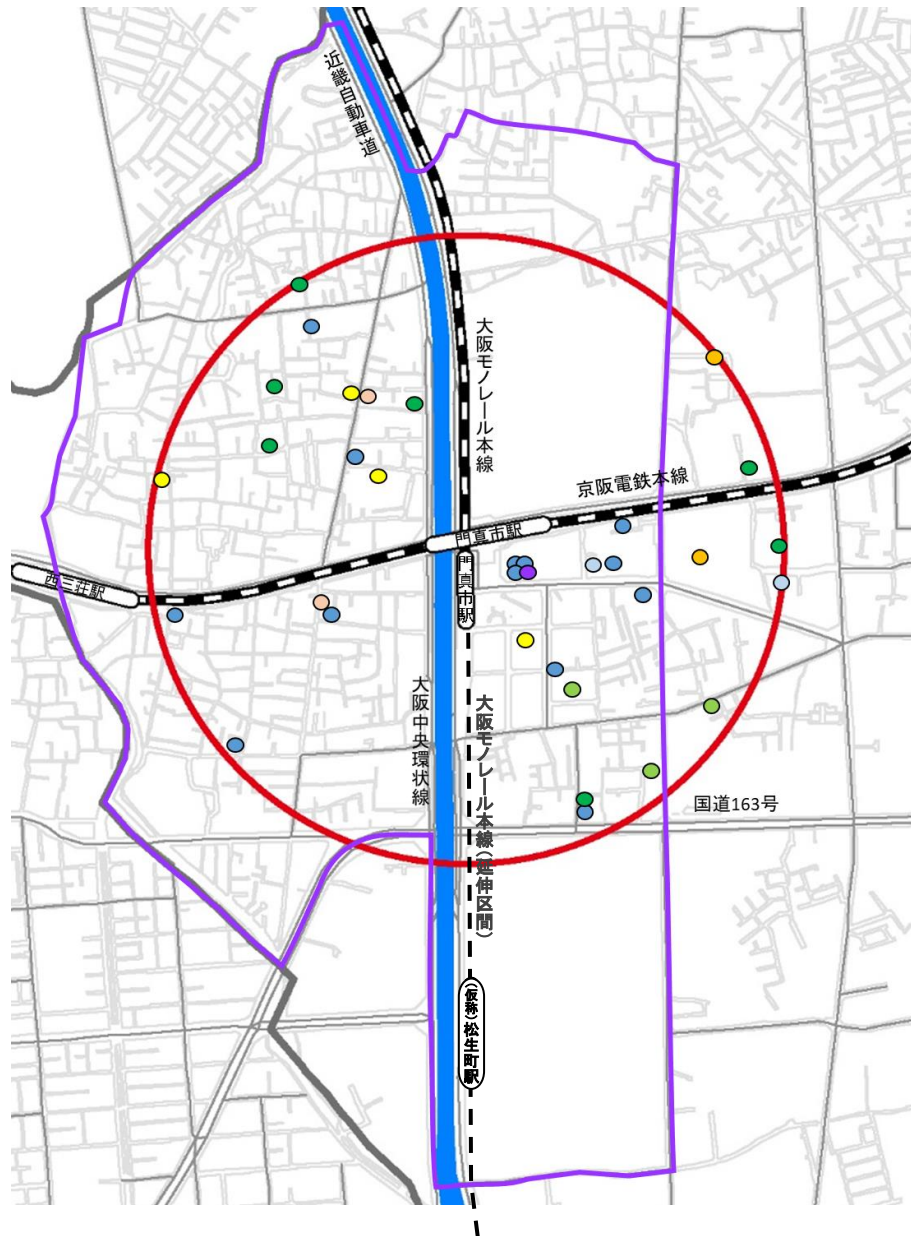 近畿自動車道
大阪モノレール本線
京阪電鉄本線
門真市駅
門真市駅
西三荘駅
大阪中央環状線
大阪モノレール本線(延伸区間)
国道163号
(仮称)松生町駅